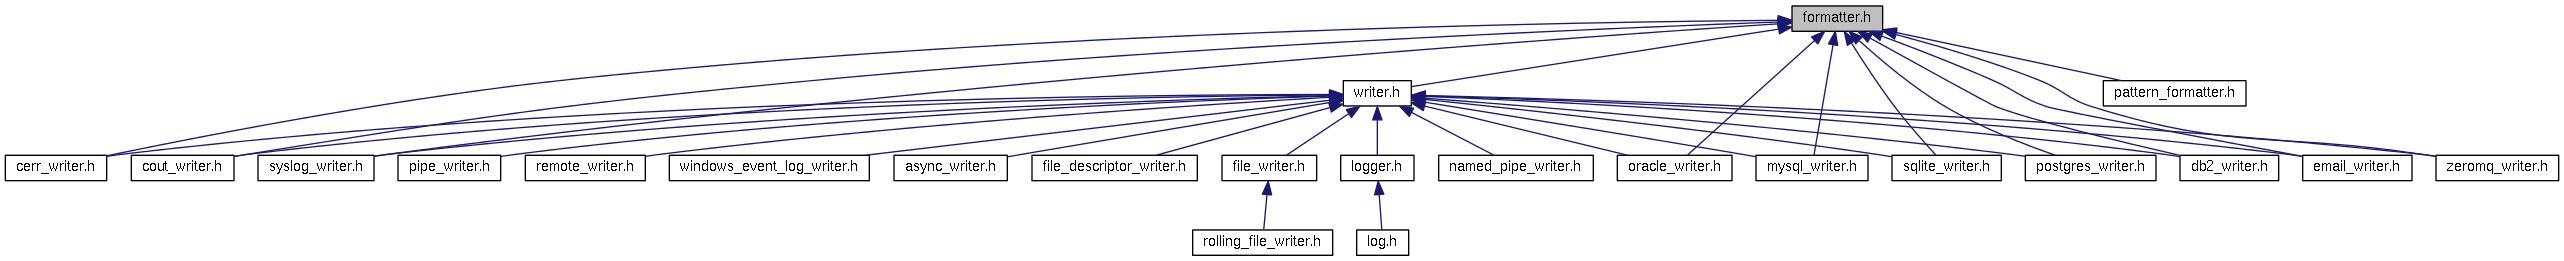 formatter.h
writer.h
pattern_formatter.h
cerr_writer.h
cout_writer.h
syslog_writer.h
pipe_writer.h
remote_writer.h
windows_event_log_writer.h
async_writer.h
file_descriptor_writer.h
file_writer.h
logger.h
named_pipe_writer.h
oracle_writer.h
mysql_writer.h
sqlite_writer.h
postgres_writer.h
db2_writer.h
email_writer.h
zeromq_writer.h
rolling_file_writer.h
log.h